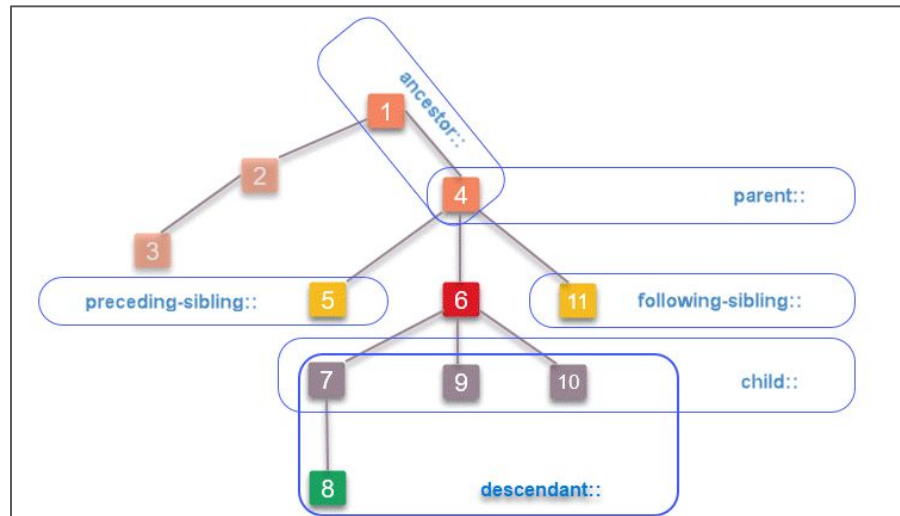 ancestor::
1
2
4
parent::
3
preceding-sibling::
5
6
11
following-sibling::
7
9
10
child::
8
descendant::